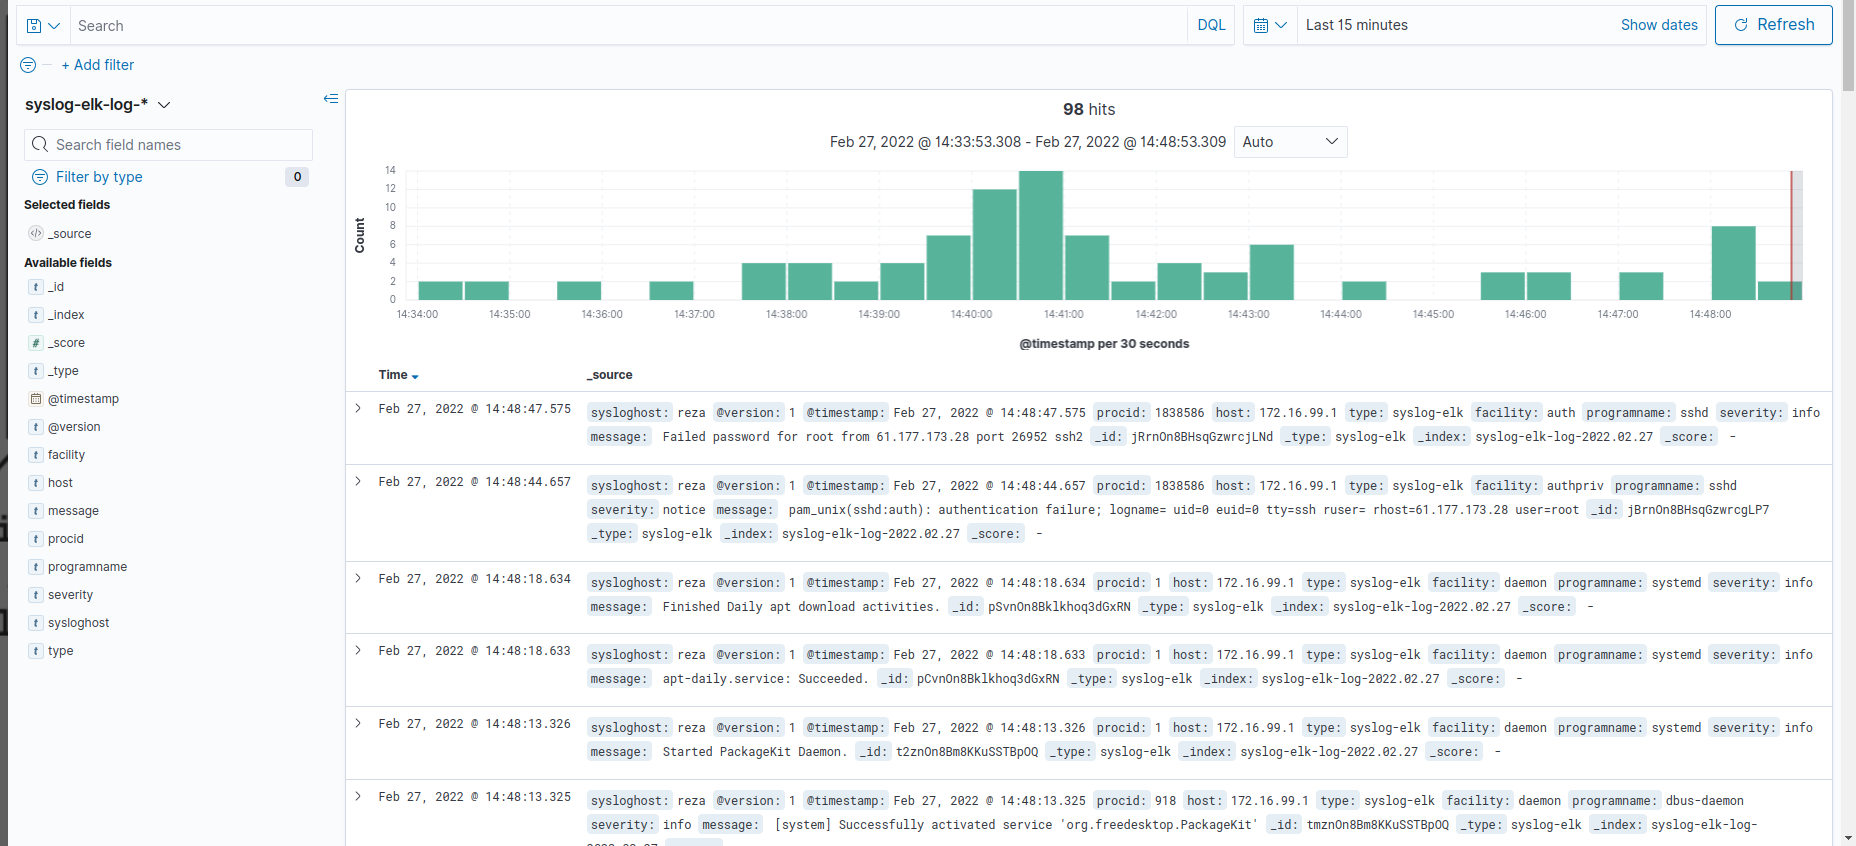 Search
DQL
Last 15 minutes
Show dates
Refresh
+ Add filter
syslog-elk-log-*
Search field names
Filter by type
0
Selected fields
_source
Available fields
t _id
t _index
# _score
t _type
@timestamp
t @version
t facility
t host
t message
t procid
t programname
t severity
t sysloghost
t type
98 hits
Feb 27, 2022 @ 14:33:53.308 - Feb 27, 2022 @ 14:48:53.309
Auto
Count
14
12
10
8
6
4
2
0
14:34:00 14:35:00 14:36:00 14:37:00 14:38:00 14:39:00 14:40:00 14:41:00 14:42:00 14:43:00 14:44:00 14:45:00 14:46:00 14:47:00 14:48:00
@timestamp per 30 seconds
Time _source
Feb 27, 2022 @ 14:48:47.575 sysloghost: reza @version: 1 @timestamp: Feb 27, 2022 @ 14:48:47.575 procid: 1838586 host: 172.16.99.1 type: syslog-elk facility: auth programname: sshd severity: info
message: Failed password for root from 61.177.173.28 port 26952 ssh2 _id: jRrnOn8BHsqGzwrcjLNd _type: syslog-elk _index: syslog-elk-log-2022.02.27 _score: -
Feb 27, 2022 @ 14:48:44.657 sysloghost: reza @version: 1 @timestamp: Feb 27, 2022 @ 14:48:44.657 procid: 1838586 host: 172.16.99.1 type: syslog-elk facility: authpriv programname: sshd
severity: notice message: pam_unix(sshd:auth): authentication failure; logname= uid=0 euid=0 tty=ssh ruser= rhost=61.177.173.28 user=root _id: jBrnOn8BHsqGzwrcgLP7
_type: syslog-elk _index: syslog-elk-log-2022.02.27 _score: -
Feb 27, 2022 @ 14:48:18.634 sysloghost: reza @version: 1 @timestamp: Feb 27, 2022 @ 14:48:18.634 procid: 1 host: 172.16.99.1 type: syslog-elk facility: daemon programname: systemd severity: info
message: Finished Daily apt download activities. _id: pSvnOn8Bklkhoq3dGxRN _type: syslog-elk _index: syslog-elk-log-2022.02.27 _score: -
Feb 27, 2022 @ 14:48:18.633 sysloghost: reza @version: 1 @timestamp: Feb 27, 2022 @ 14:48:18.633 procid: 1 host: 172.16.99.1 type: syslog-elk facility: daemon programname: systemd severity: info
message: apt-daily.service: Succeeded. _id: pCvnOn8Bklkhoq3dGxRN _type: syslog-elk _index: syslog-elk-log-2022.02.27 _score: -
Feb 27, 2022 @ 14:48:13.326 sysloghost: reza @version: 1 @timestamp: Feb 27, 2022 @ 14:48:13.326 procid: 1 host: 172.16.99.1 type: syslog-elk facility: daemon programname: systemd severity: info
message: Started PackageKit Daemon. _id: t2znOn8Bm8KKuSSTBpOQ _type: syslog-elk _index: syslog-elk-log-2022.02.27 _score: -
Feb 27, 2022 @ 14:48:13.325 sysloghost: reza @version: 1 @timestamp: Feb 27, 2022 @ 14:48:13.325 procid: 918 host: 172.16.99.1 type: syslog-elk facility: daemon programname: dbus-daemon
severity: info message: [system] Successfully activated service 'org.freedesktop.PackageKit' _id: tmznOn8Bm8KKuSSTBpOQ _type: syslog-elk _index: syslog-elk-log-